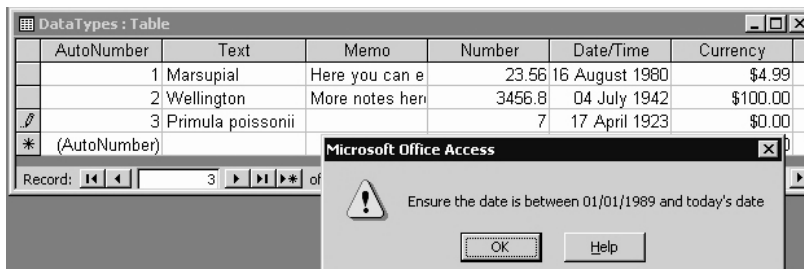 DataTypes : Table
AutoNumber Text Memo Number Date/Time Currency
1 Marsupial Here you can e 23.56 16 August 1980 $4.99
2 Wellington More notes her 3456.8 04 July 1942 $100.00
3 Primula poissonii 7 17 April 1923 $0.00
(AutoNumber)
Microsoft Office Access
Record: 3 of
Ensure the date is between 01/01/1989 and today's date
OK Help